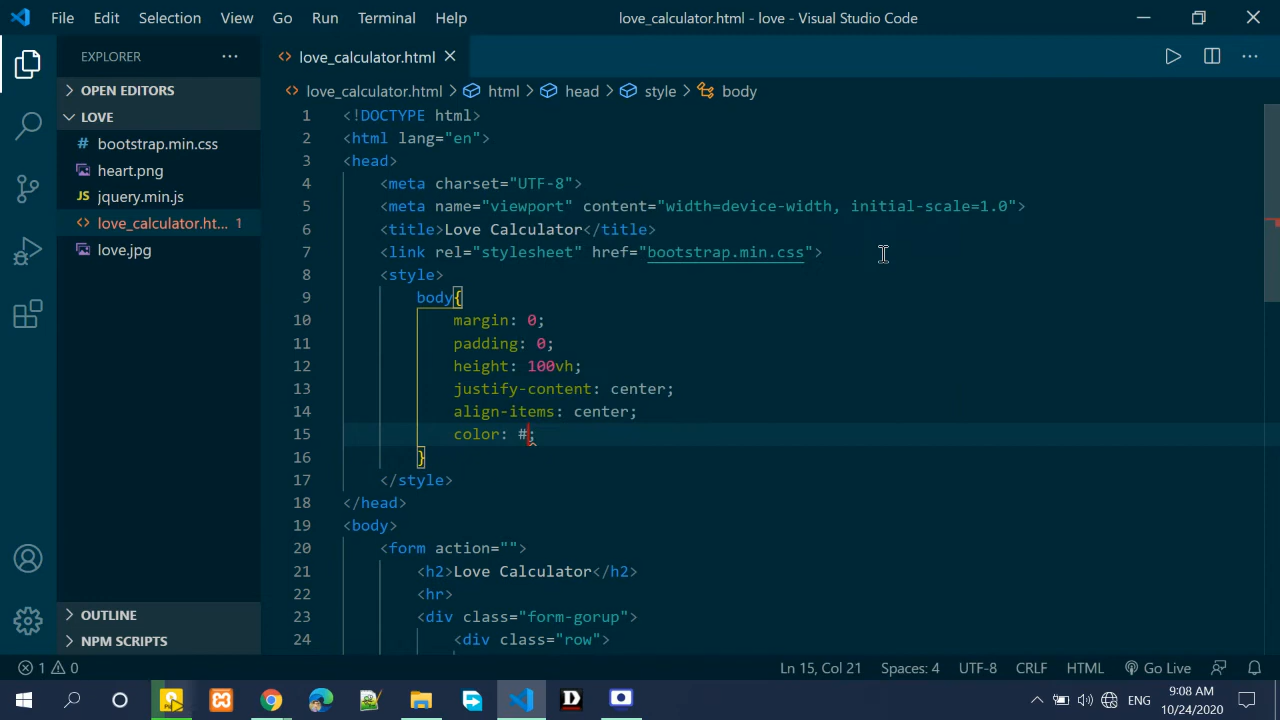 File Edit Selection View Go Run Terminal Help love_calculator.html - love - Visual Studio Code
EXPLORER
OPEN EDITORS
LOVE
bootstrap.min.css
heart.png
JS jquery.min.js
love_calculator.ht... 1
love.jpg
OUTLINE
NPM SCRIPTS
love_calculator.html
love_calculator.html > html > head > style > body
1 <!DOCTYPE html>
2 <html lang="en">
3 <head>
4 <meta charset="UTF-8">
5 <meta name="viewport" content="width=device-width, initial-scale=1.0">
6 <title>Love Calculator</title>
7 <link rel="stylesheet" href="bootstrap.min.css">
8 <style>
9 body{
10 margin: 0;
11 padding: 0;
12 height: 100vh;
13 justify-content: center;
14 align-items: center;
15 color: #;
16 }
17 </style>
18 </head>
19 <body>
20 <form action="">
21 <h2>Love Calculator</h2>
22 <hr>
23 <div class="form-gorup">
24 <div class="row">
1 0 Ln 15, Col 21 Spaces: 4 UTF-8 CRLF HTML Go Live
D ENG 9:08 AM
10/24/2020